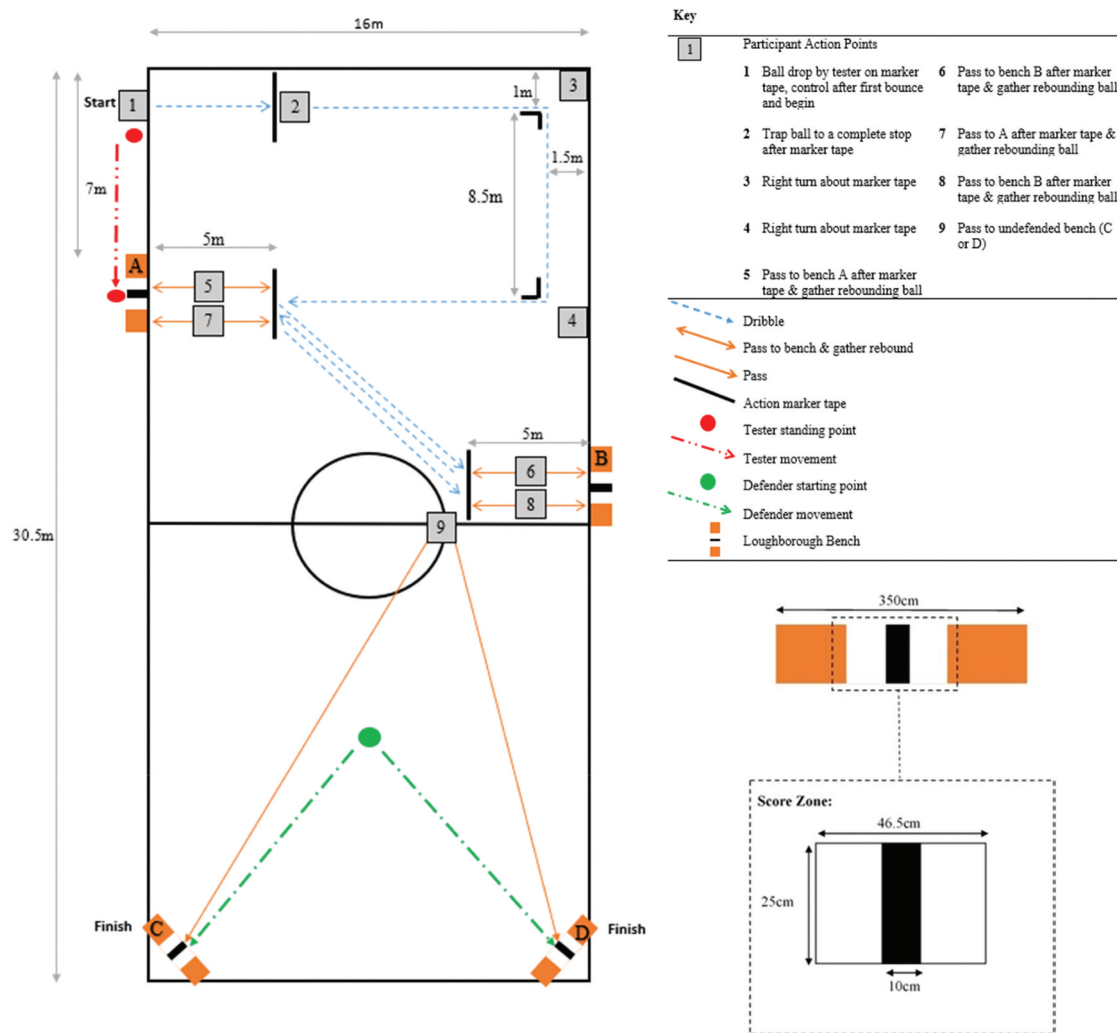 16m
Start
1
2
3
1m
1.5m
8.5m
7m
5m
A
5
7
4
5m
B
6
8
9
30.5m
Finish
C
D
Finish
Key
1
Participant Action Points
1 Ball drop by tester on marker
tape, control after first bounce
and begin
2 Trap ball to a complete stop
after marker tape
3 Right turn about marker tape
4 Right turn about marker tape
5 Pass to bench A after marker
tape & gather rebounding ball
6 Pass to bench B after marker
tape & gather rebounding ball
7 Pass to A after marker tape &
gather rebounding ball
8 Pass to bench B after marker
tape & gather rebounding ball
9 Pass to undefended bench (C
or D)
Dribble
Pass to bench & gather rebound
Pass
Action marker tape
Tester standing point
Tester movement
Defender starting point
Defender movement
Loughborough Bench
350cm
Score Zone:
46.5cm
25cm
10cm